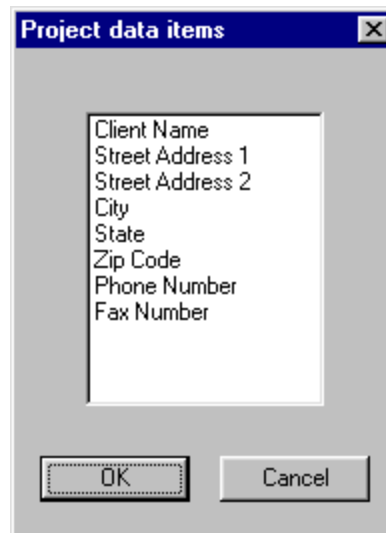 Project data items
Client Name
Street Address 1
Street Address 2
City
State
Zip Code
Phone Number
Fax Number
OK
Cancel